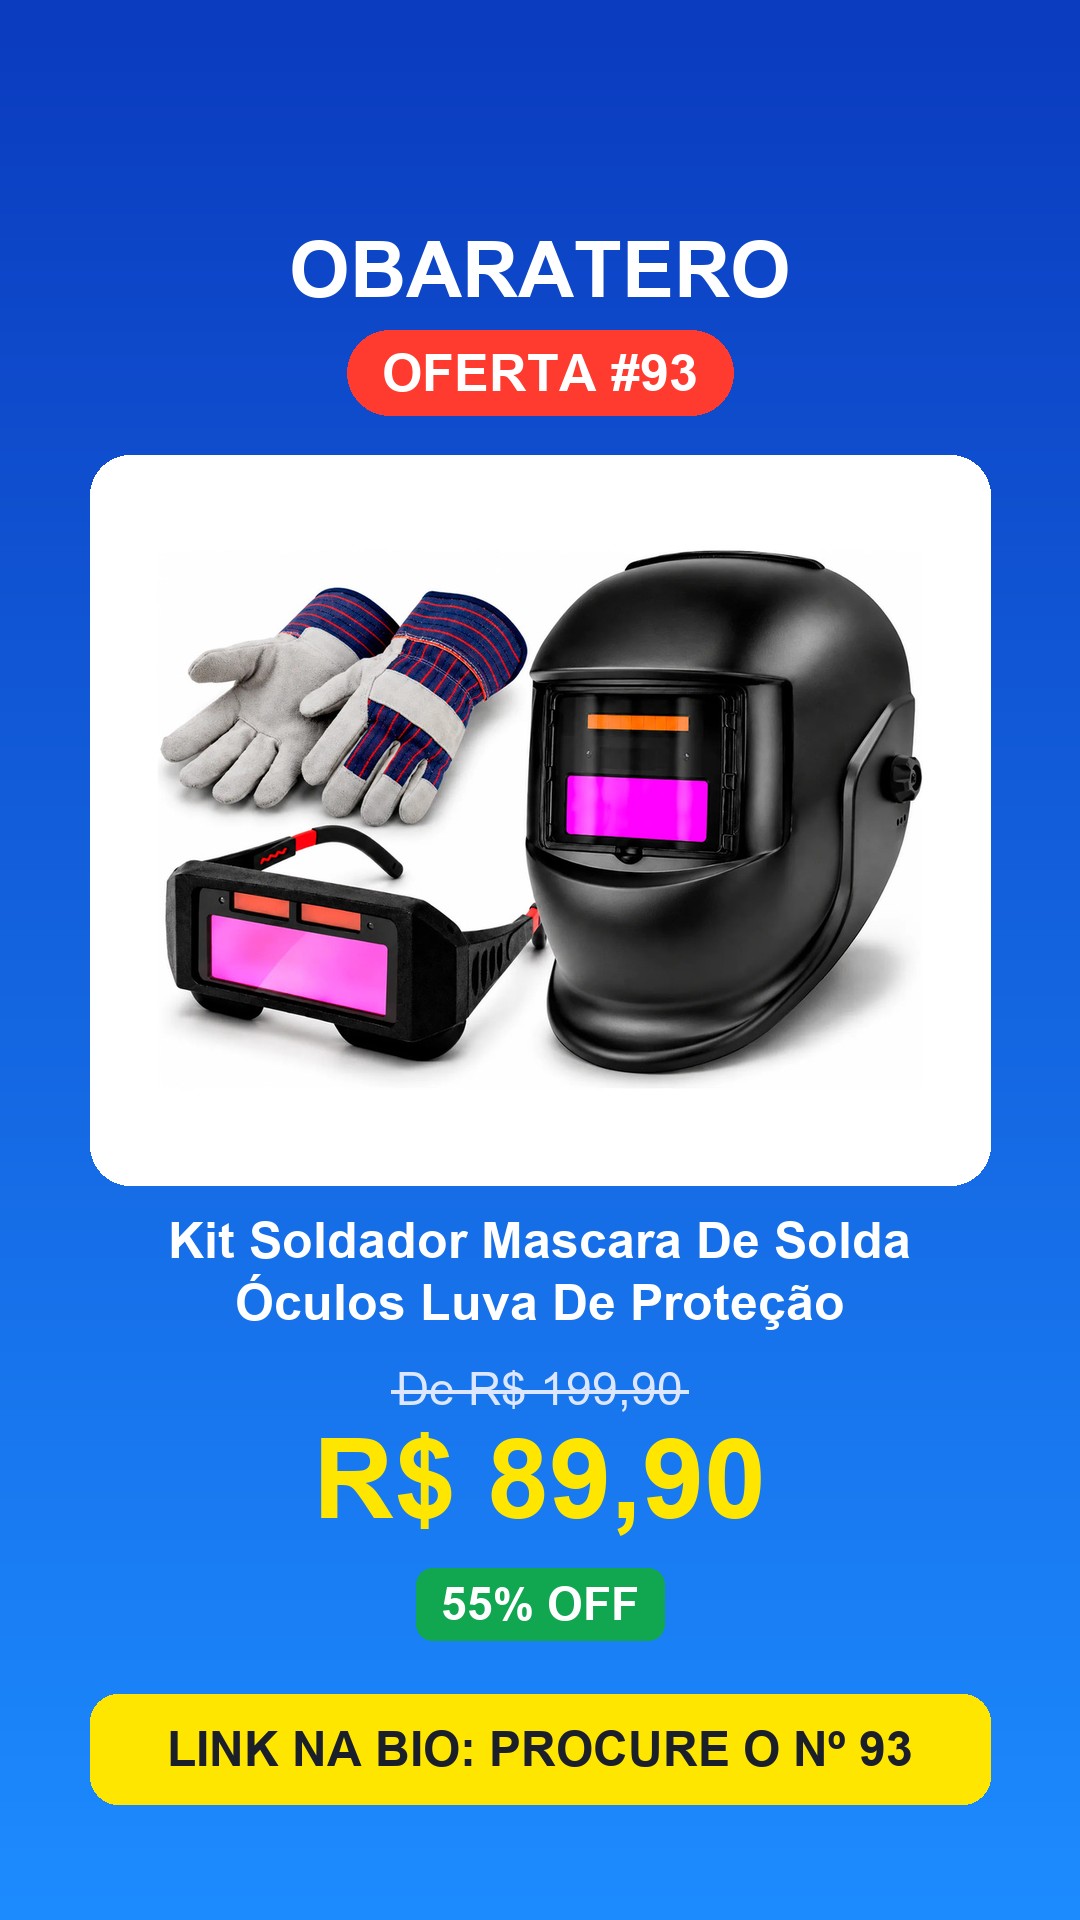 OBARATERO
OFERTA #93
Kit Soldador Mascara De Solda
Óculos Luva De Proteção
De R$ 199,90
R$ 89,90
55% OFF
LINK NA BIO: PROCURE O Nº 93